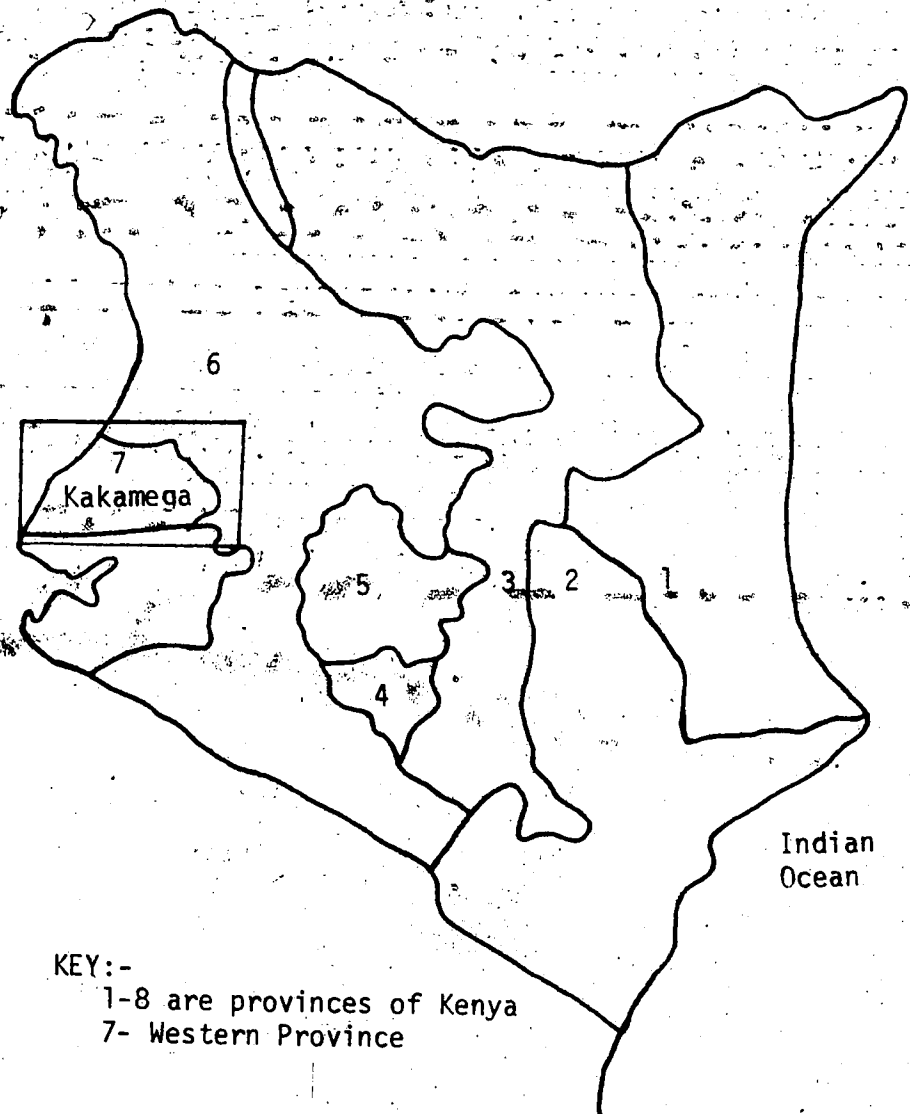 6
7
Kakamega
5
3
2
1
4
Indian
Ocean
KEY:-
1-8 are provinces of Kenya
7- Western Province